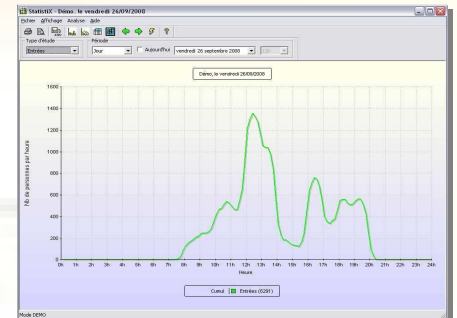 StatistiX - Démo. le vendredi 26/09/2008
Fichier Affichage Analyse Aide
Type d'étude
Entrées
Période
Jour
Aujourd'hui
vendredi 26 septembre 2008
Démo, le vendredi 26/09/2008
Nb de personnes par heure
1600
1400
1200
1000
800
600
400
200
0
0h 1h 2h 3h 4h 5h 6h 7h 8h 9h 10h 11h 12h 13h 14h 15h 16h 17h 18h 19h 20h 21h 22h 23h 24h
Heure
Cumul Entrées (6291)
Mode DEMO